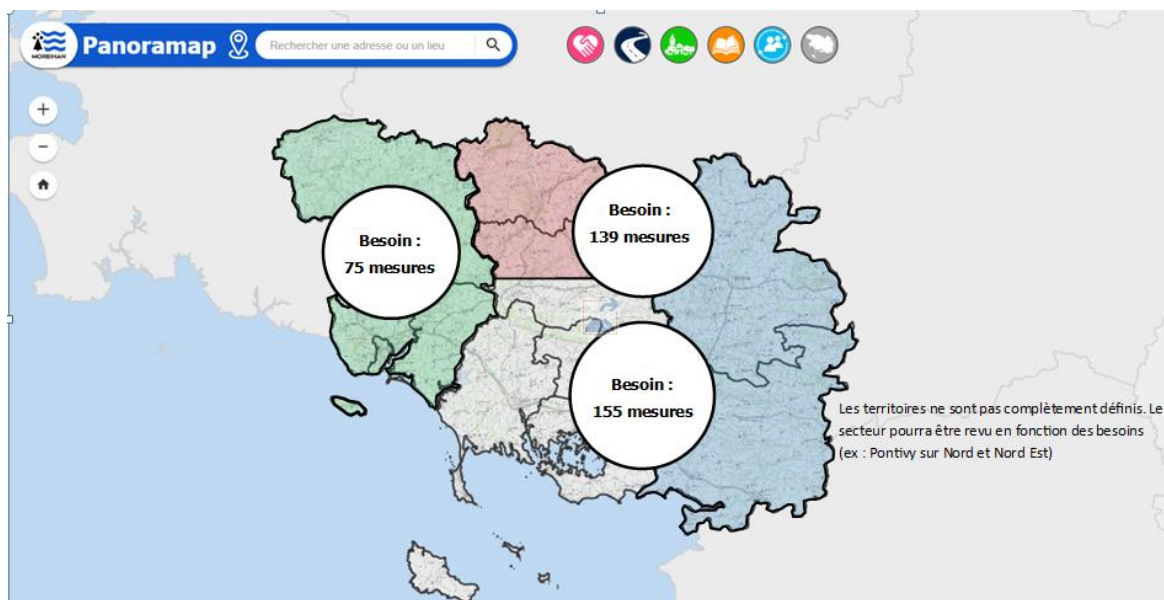 MORBIHAN
Panoramap
Rechercher une adresse ou un lieu
Besoin :
139 mesures
Besoin :
75 mesures
Besoin :
155 mesures
Les territoires ne sont pas complètement définis. Le
secteur pourra être revu en fonction des besoins
(ex : Pontivy sur Nord et Nord Est)